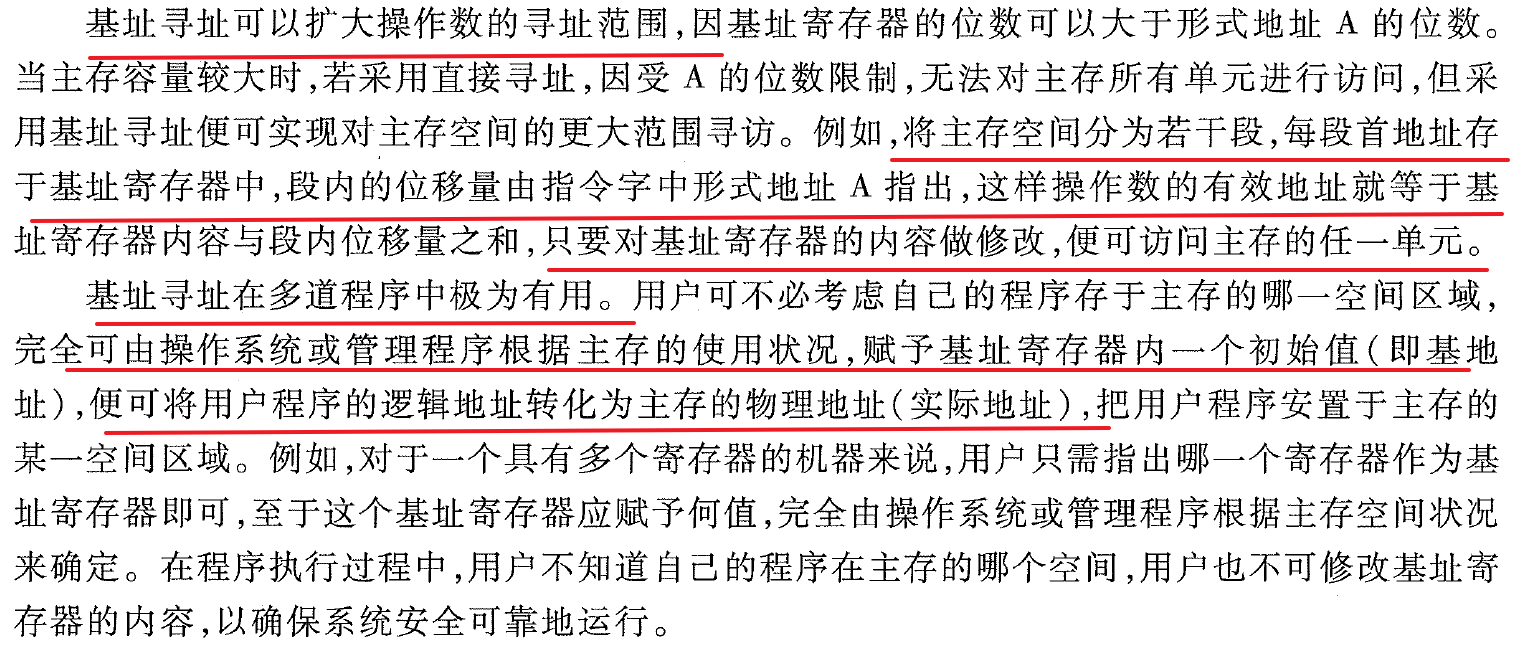 基址寻址可以扩大操作数的寻址范围,因基址寄存器的位数可以大于形式地址 A 的位数。
当主存容量较大时,若采用直接寻址,因受 A 的位数限制,无法对主存所有单元进行访问,但采
用基址寻址便可实现对主存空间的更大范围寻访。例如,将主存空间分为若干段,每段首地址存
于基址寄存器中,段内的位移量由指令字中形式地址 A 指出,这样操作数的有效地址就等于基
址寄存器内容与段内位移量之和,只要对基址寄存器的内容做修改,便可访问主存的任一单元。
基址寻址在多道程序中极为有用。用户可不必考虑自己的程序存于主存的哪一空间区域,
完全可由操作系统或管理程序根据主存的使用状况,赋予基址寄存器内一个初始值(即基地
址),便可将用户程序的逻辑地址转化为主存的物理地址(实际地址),把用户程序安置于主存的
某一空间区域。例如,对于一个具有多个寄存器的机器来说,用户只需指出哪一个寄存器作为基
址寄存器即可,至于这个基址寄存器应赋予何值,完全由操作系统或管理程序根据主存空间状况
来确定。在程序执行过程中,用户不知道自己的程序在主存的哪个空间,用户也不可修改基址寄
存器的内容,以确保系统安全可靠地运行。